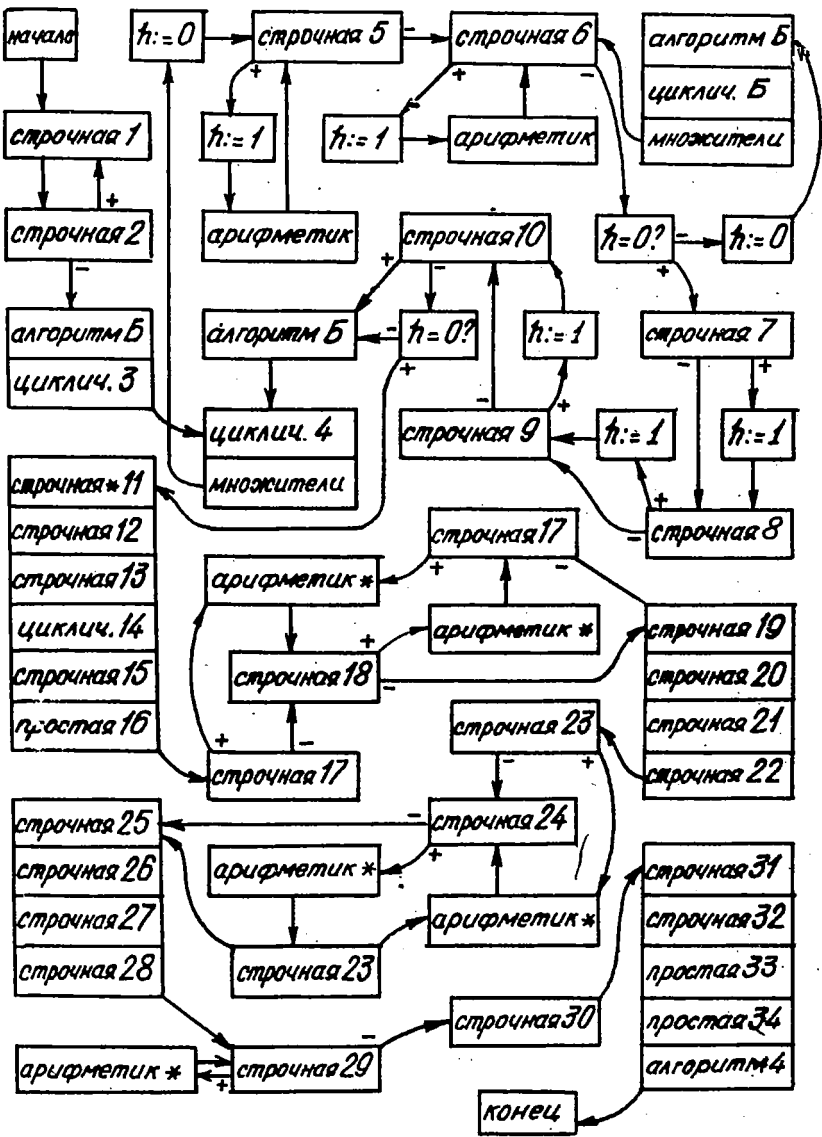 начало
h:=0
строчная 5
строчная 6
алгоритм Б
циклич. Б
множители
строчная 1
h:=1
h:=1
арифметик
строчная 2
арифметик
строчная 10
h=0?
h:=0
алгоритм Б
циклич. 3
алгоритм Б
h=0?
h:=1
строчная 7
циклич. 4
множители
строчная 9
h:=1
h:=1
строчная 8
строчная*11
строчная 12
строчная 13
циклич. 14
строчная 15
простая 16
строчная 17
арифметик *
арифметик *
строчная 18
строчная 17
строчная 19
строчная 20
строчная 21
строчная 22
строчная 23
строчная 24
строчная 25
строчная 26
строчная 27
строчная 28
арифметик *
арифметик *
строчная 23
строчная 31
строчная 32
простая 33
простая 34
алгоритм 4
строчная 30
арифметик *
строчная 29
конец